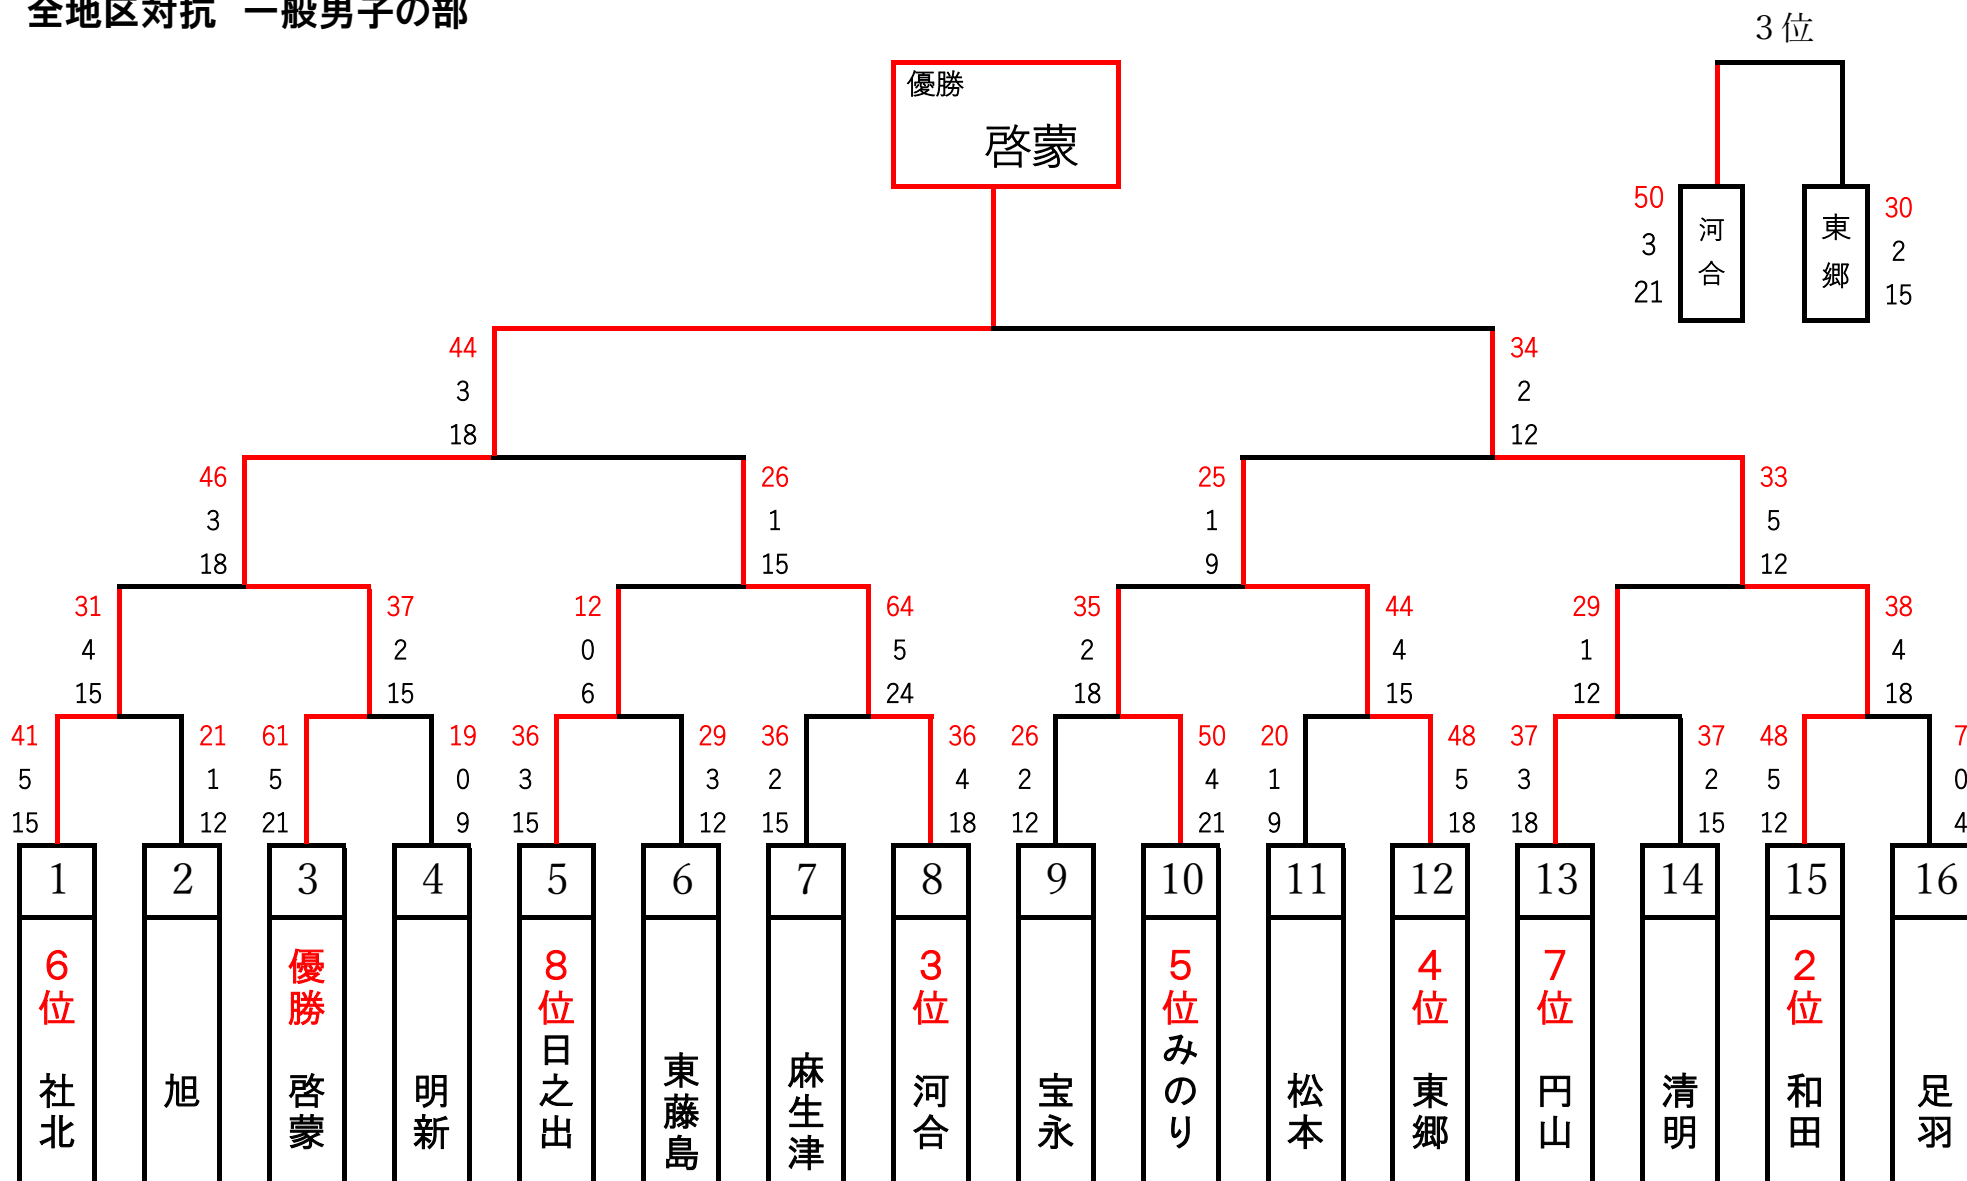 全地区対抗 一般男子の部
3位
優勝
啓蒙
50 30
3 2
21 15
河合 東郷
44 34
3 2
18 12
46 26 25 33
3 1 1 5
18 15 9 12
31 37 12 64 35 44 29 38
4 2 0 5 2 4 1 4
15 15 6 24 18 15 12 18
41 21 61 19 36 29 36 36 26 50 20 48 37 37 48 7
5 1 5 0 3 3 2 4 2 4 1 5 3 2 5 0
15 12 21 9 15 12 15 18 12 21 9 18 18 15 12 4
1 2 3 4 5 6 7 8 9 10 11 12 13 14 15 16
6位 社北
旭
優勝 啓蒙
明新
8位 日之出
東藤島
麻生津
3位 河合
宝永
5位 みのり
松本
4位 東郷
7位 円山
清明
2位 和田
足羽